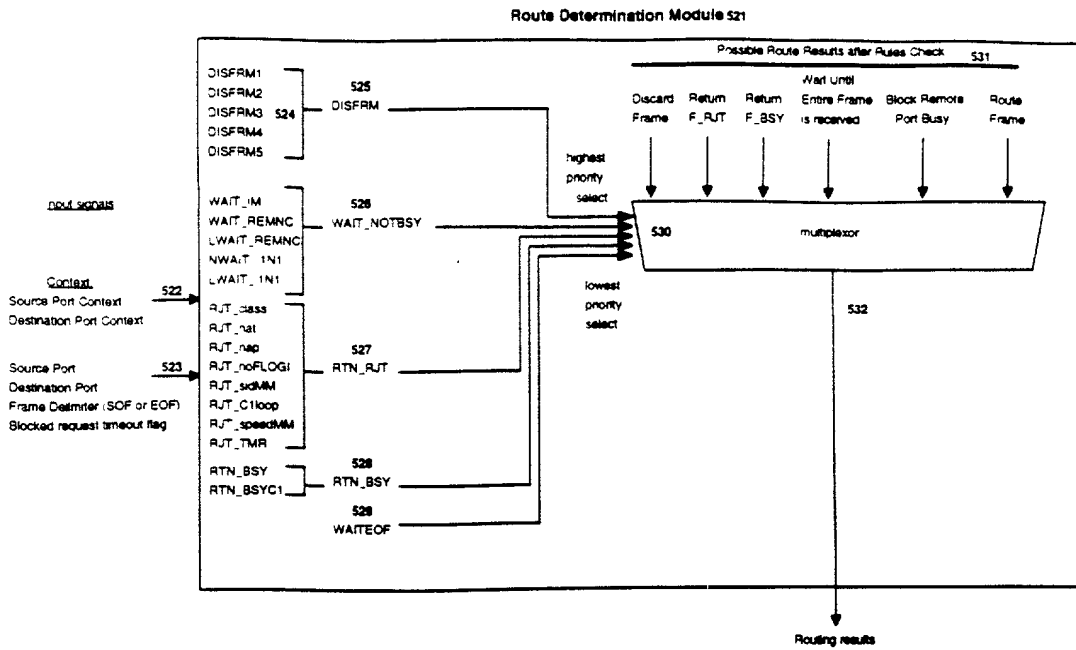 Route Determination Module 521
Possible Route Results after Rules Check 531
Discard Frame
Return F_RJT
Return F_BSY
Wait Until Entire Frame is received
Block Remote Port Busy
Route Frame
DISFRM1
DISFRM2
DISFRM3
DISFRM4
DISFRM5
524
525
DISFRM
highest
priority
select
Input signals
WAIT_IM
WAIT_REMNC
LWAIT_REMNC
NWAIT_1N1
LWAIT_1N1
526
WAIT_NOTBSY
530
multiplexor
lowest
priority
select
532
Context
Source Port Context
Destination Port Context
522
RJT_class
RJT_nat
RJT_nap
RJT_noFLOGI
RJT_sidMM
RJT_C1loop
RJT_speedMM
RJT_TMR
527
RTN_RJT
Source Port
Destination Port
Frame Delimiter (SOF or EOF)
Blocked request timeout flag
523
RTN_BSY
RTN_BSYC1
528
RTN_BSY
529
WAITEOF
Routing results